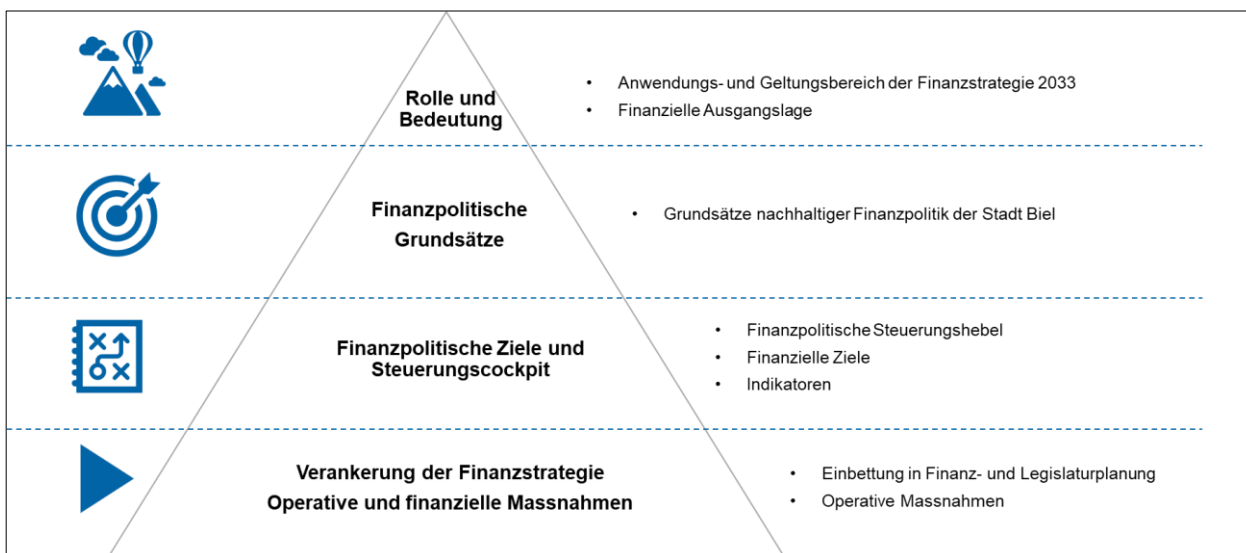 Rolle und
Bedeutung
• Anwendungs- und Geltungsbereich der Finanzstrategie 2033
• Finanzielle Ausgangslage
Finanzpolitische
Grundsätze
• Grundsätze nachhaltiger Finanzpolitik der Stadt Biel
Finanzpolitische Ziele und
Steuerungscockpit
• Finanzpolitische Steuerungshebel
• Finanzielle Ziele
• Indikatoren
Verankerung der Finanzstrategie
Operative und finanzielle Massnahmen
• Einbettung in Finanz- und Legislaturplanung
• Operative Massnahmen